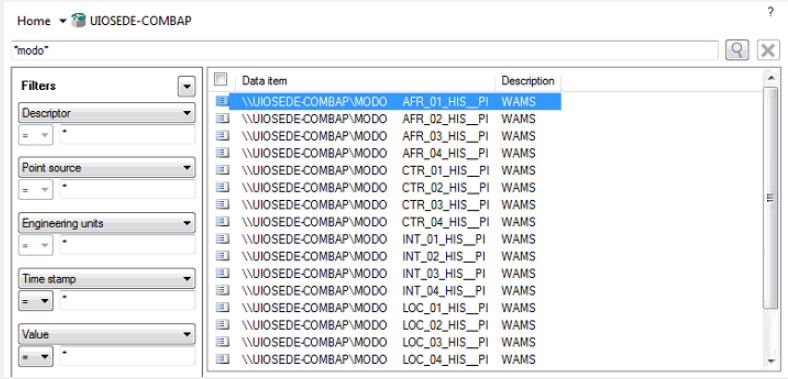 ?
Home UIOSEDE-COMBAP
*modo*
Filters
Descriptor
= *
Point source
= *
Engineering units
= *
Time stamp
= *
Value
= *
Data item Description
\\UIOSEDE-COMBAP\MODO AFR_01_HIS__PI WAMS
\\UIOSEDE-COMBAP\MODO AFR_02_HIS__PI WAMS
\\UIOSEDE-COMBAP\MODO AFR_03_HIS__PI WAMS
\\UIOSEDE-COMBAP\MODO AFR_04_HIS__PI WAMS
\\UIOSEDE-COMBAP\MODO CTR_01_HIS__PI WAMS
\\UIOSEDE-COMBAP\MODO CTR_02_HIS__PI WAMS
\\UIOSEDE-COMBAP\MODO CTR_03_HIS__PI WAMS
\\UIOSEDE-COMBAP\MODO CTR_04_HIS__PI WAMS
\\UIOSEDE-COMBAP\MODO INT_01_HIS__PI WAMS
\\UIOSEDE-COMBAP\MODO INT_02_HIS__PI WAMS
\\UIOSEDE-COMBAP\MODO INT_03_HIS__PI WAMS
\\UIOSEDE-COMBAP\MODO INT_04_HIS__PI WAMS
\\UIOSEDE-COMBAP\MODO LOC_01_HIS__PI WAMS
\\UIOSEDE-COMBAP\MODO LOC_02_HIS__PI WAMS
\\UIOSEDE-COMBAP\MODO LOC_03_HIS__PI WAMS
\\UIOSEDE-COMBAP\MODO LOC_04_HIS__PI WAMS